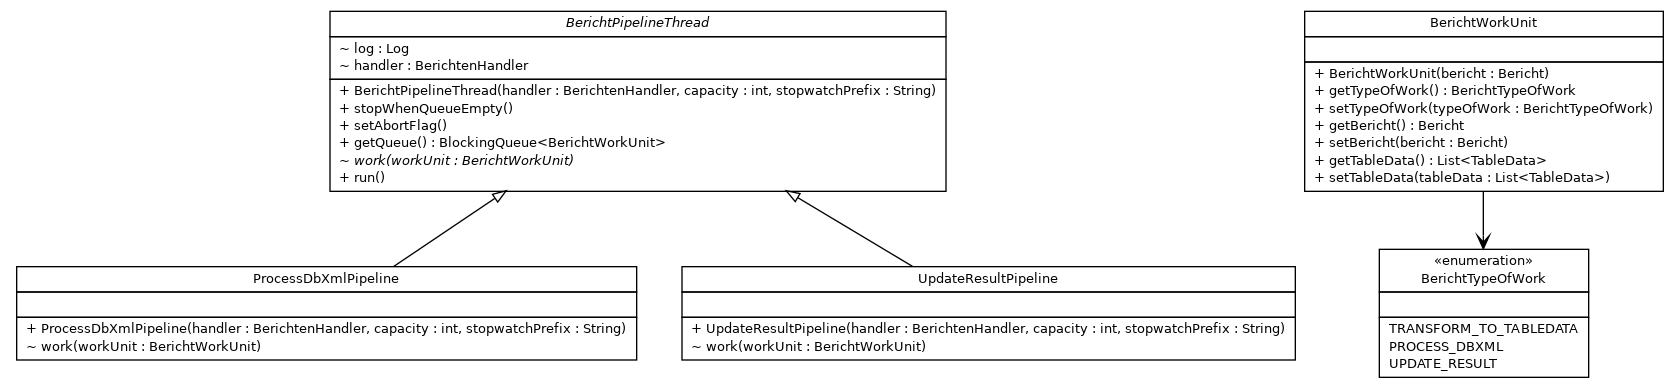 BerichtPipelineThread
~ log : Log
~ handler : BerichtenHandler
+ BerichtPipelineThread(handler : BerichtenHandler, capacity : int, stopwatchPrefix : String)
+ stopWhenQueueEmpty()
+ setAbortFlag()
+ getQueue() : BlockingQueue<BerichtWorkUnit>
~ work(workUnit : BerichtWorkUnit)
+ run()
BerichtWorkUnit
+ BerichtWorkUnit(bericht : Bericht)
+ getTypeOfWork() : BerichtTypeOfWork
+ setTypeOfWork(typeOfWork : BerichtTypeOfWork)
+ getBericht() : Bericht
+ setBericht(bericht : Bericht)
+ getTableData() : List<TableData>
+ setTableData(tableData : List<TableData>)
ProcessDbXmlPipeline
+ ProcessDbXmlPipeline(handler : BerichtenHandler, capacity : int, stopwatchPrefix : String)
~ work(workUnit : BerichtWorkUnit)
UpdateResultPipeline
+ UpdateResultPipeline(handler : BerichtenHandler, capacity : int, stopwatchPrefix : String)
~ work(workUnit : BerichtWorkUnit)
«enumeration»
BerichtTypeOfWork
TRANSFORM_TO_TABLEDATA
PROCESS_DBXML
UPDATE_RESULT